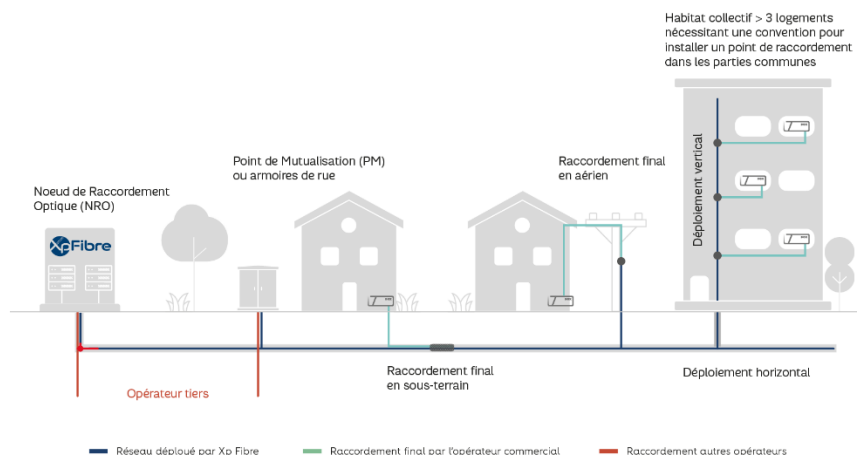 Habitat collectif > 3 logements
nécessitant une convention pour
installer un point de raccordement
dans les parties communes
Point de Mutualisation (PM)
ou armoires de rue
Raccordement final
en aérien
Déploiement vertical
Noeud de Raccordement
Optique (NRO)
XpFibre
Raccordement final
en sous-terrain
Déploiement horizontal
Opérateur tiers
Réseau déployé par Xp Fibre
Raccordement final par l'opérateur commercial
Raccordement autres opérateurs